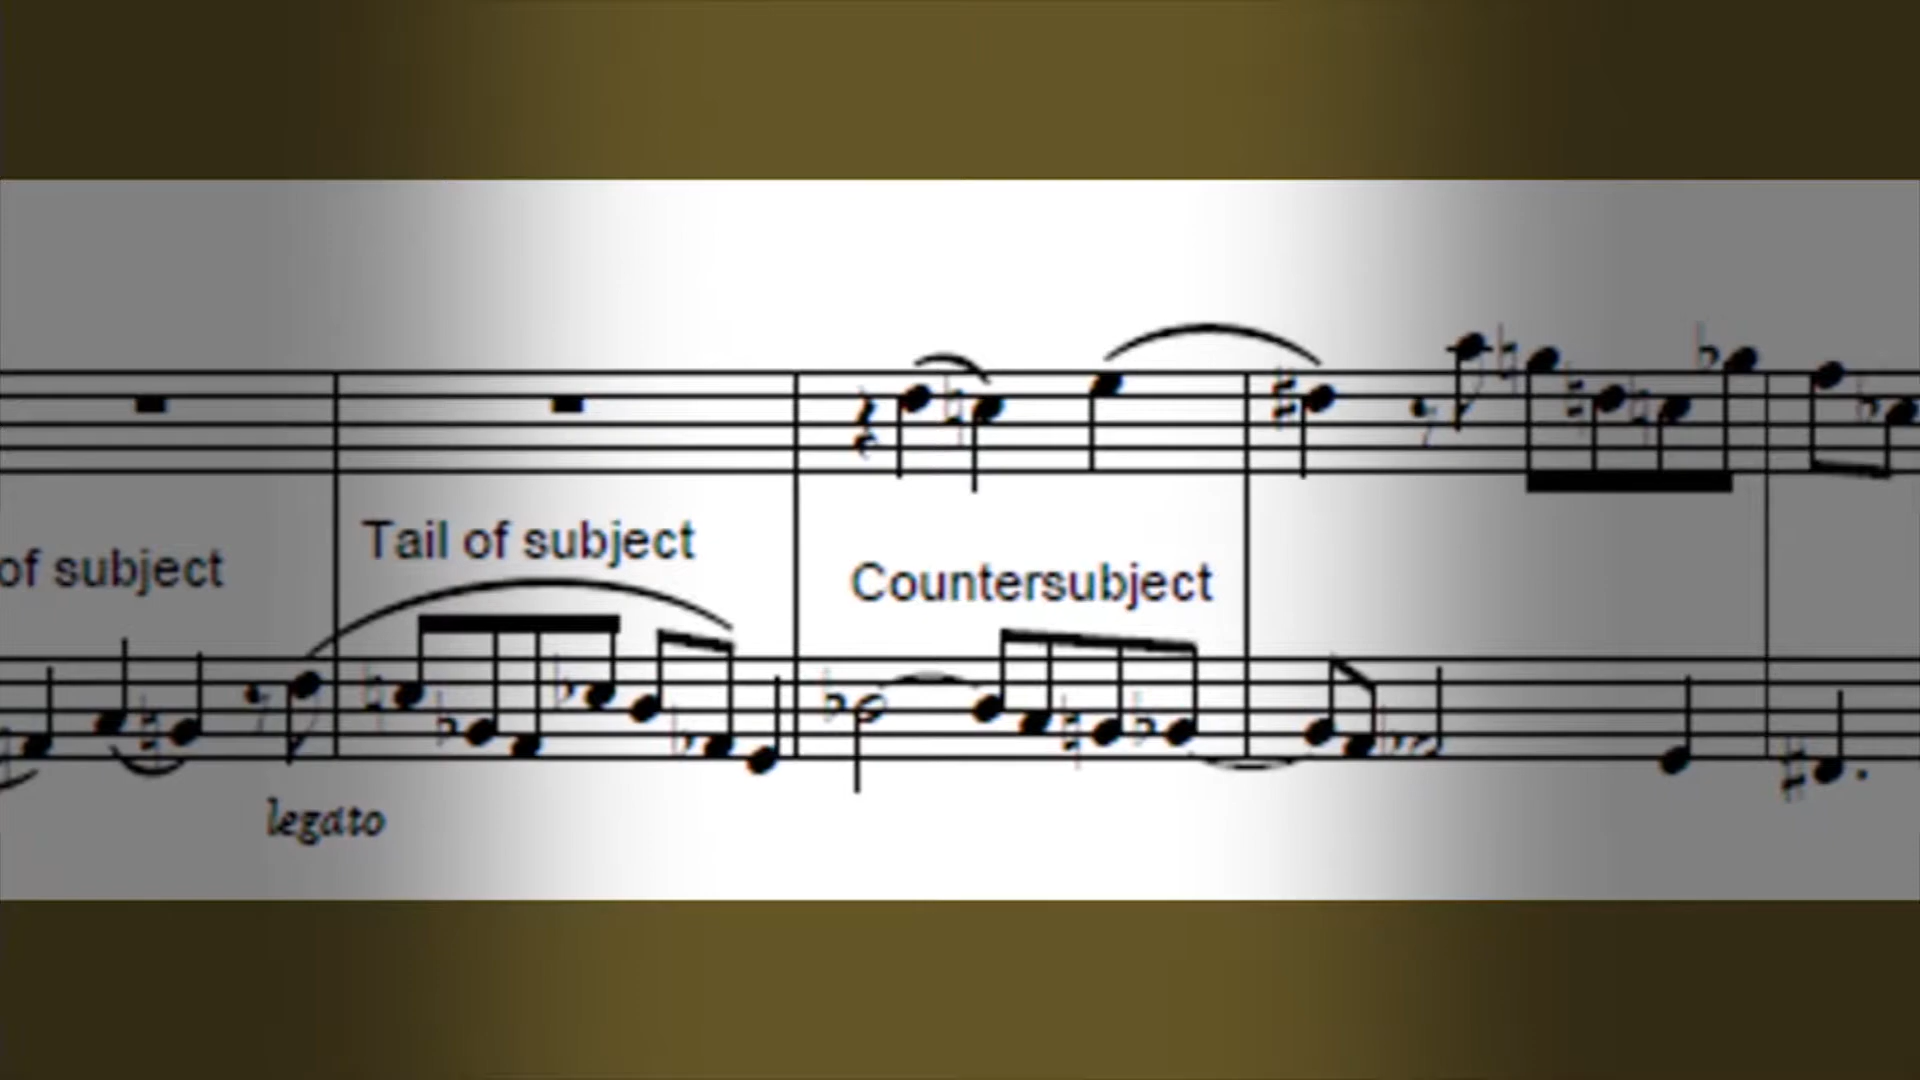 of subject
Tail of subject
Countersubject
legato